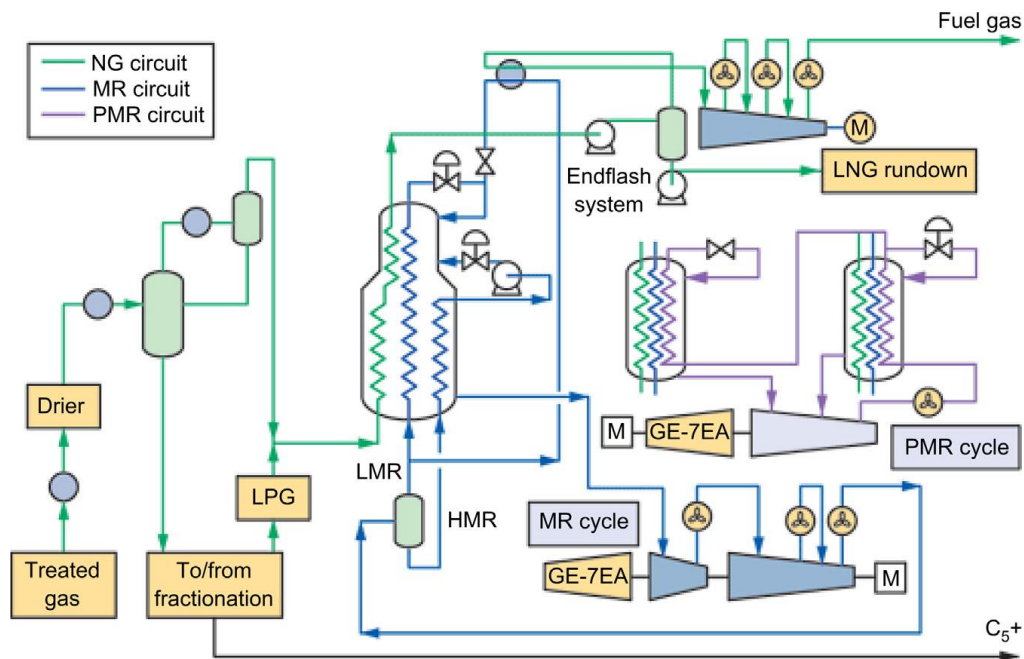 Fuel gas
NG circuit
MR circuit
PMR circuit
M
Endflash
system
LNG rundown
Drier
LPG
Treated
gas
To/from
fractionation
LMR
HMR
M
GE-7EA
PMR cycle
MR cycle
GE-7EA
M
C₅+